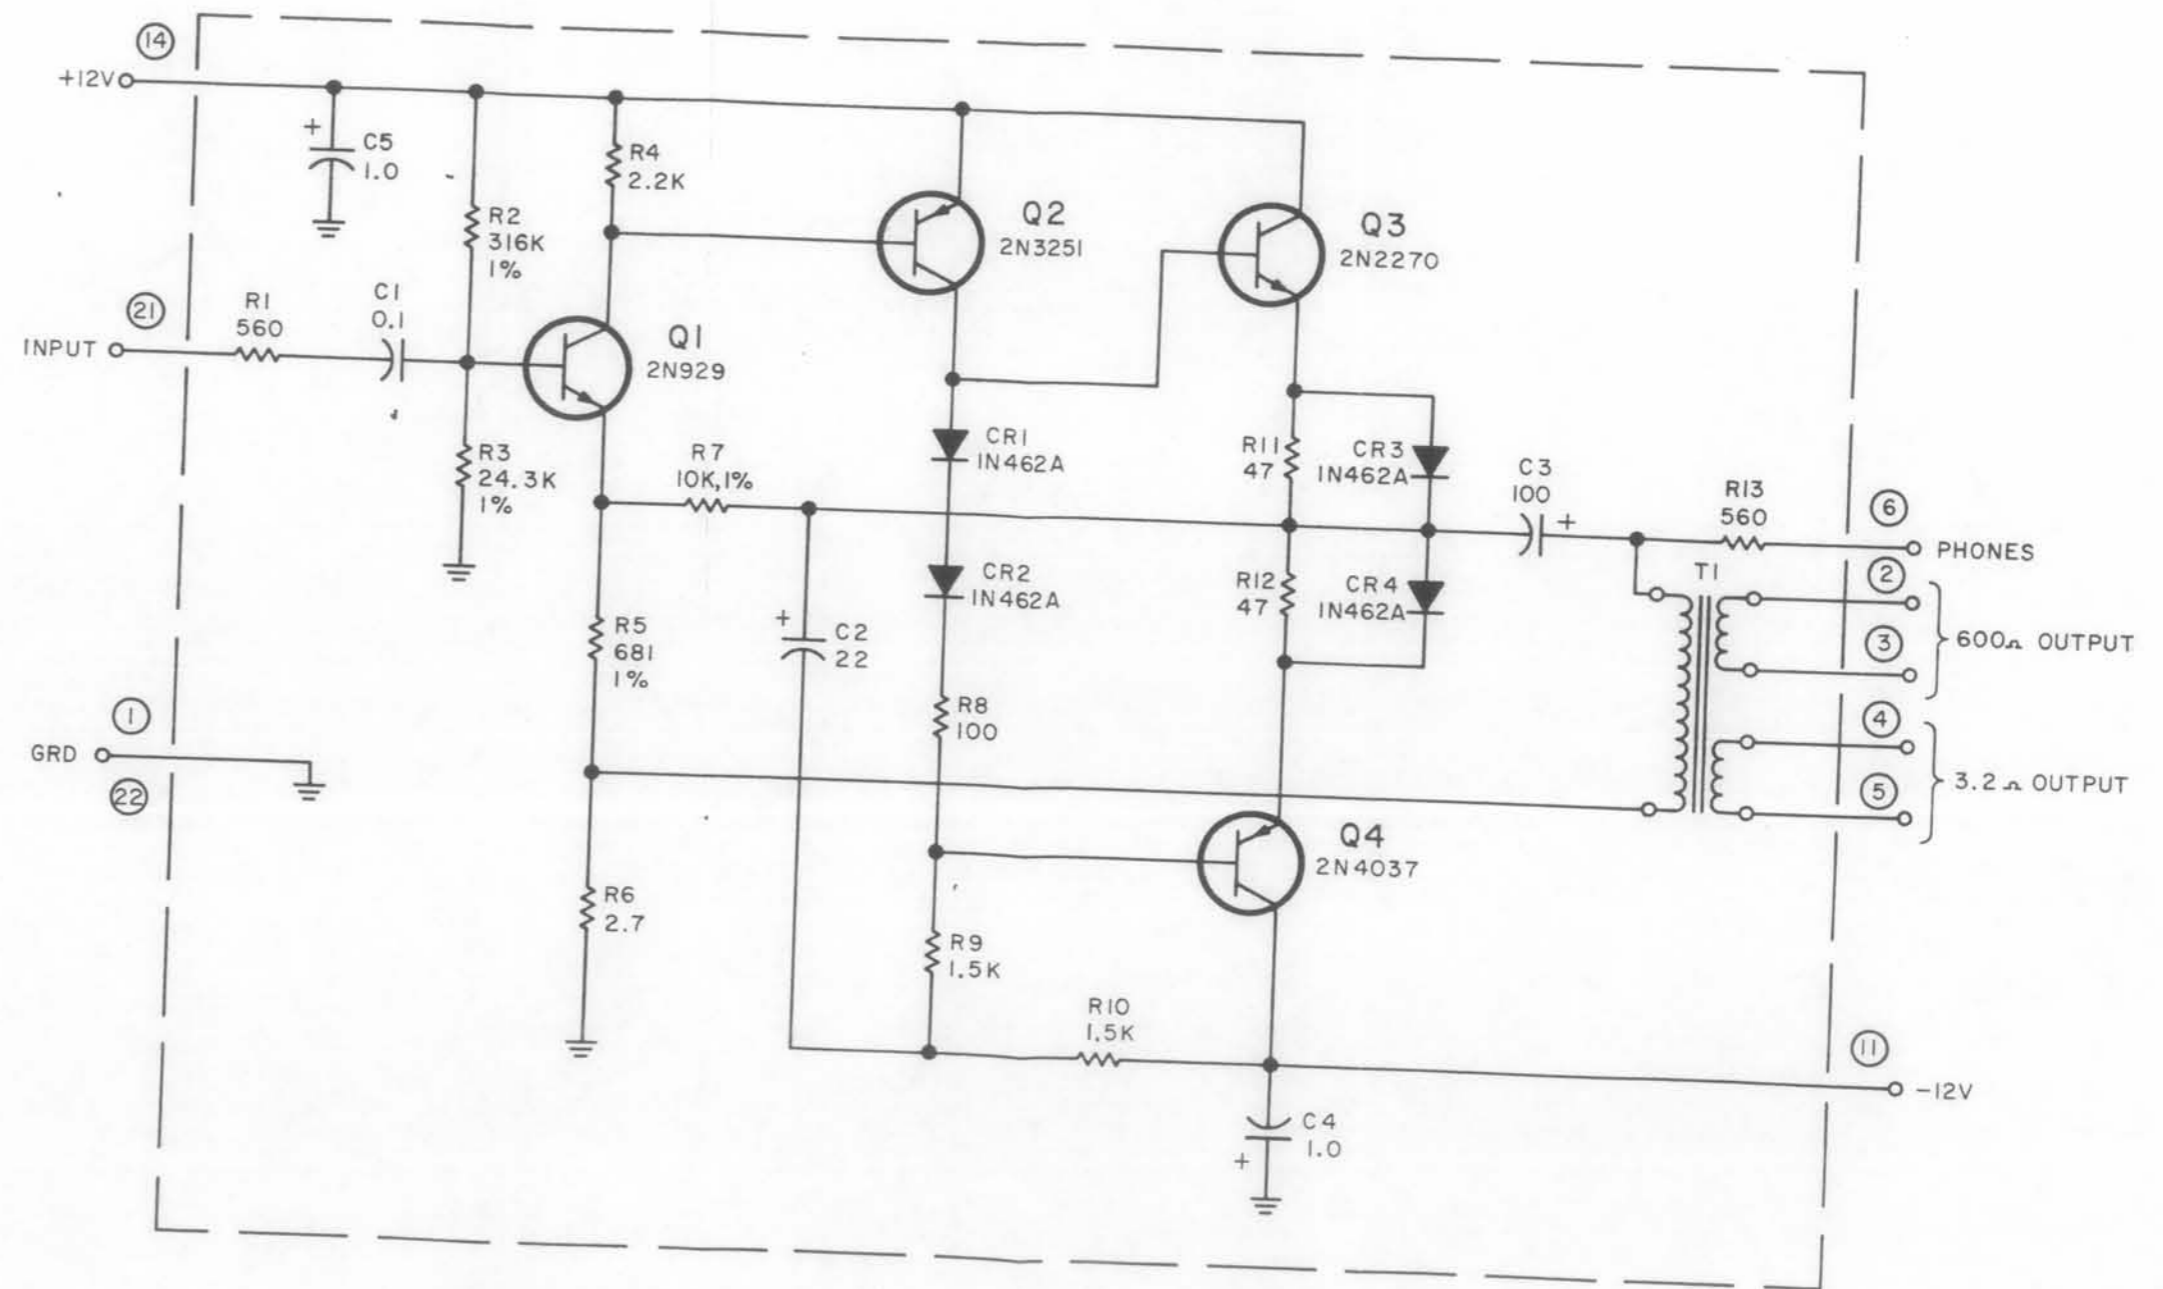 14
+12V
+
C5
1.0
R4
2.2K
R2
316K
1%
Q2
2N3251
Q3
2N2270
21
INPUT
R1
560
C1
0.1
Q1
2N929
R3
24.3K
1%
R7
10K,1%
CR1
1N462A
R11
47
CR3
1N462A
C3
100
+
R13
560
6
PHONES
CR2
1N462A
R12
47
CR4
1N462A
T1
2
3
600Ω OUTPUT
R5
681
1%
+
C2
22
R8
100
4
5
3.2Ω OUTPUT
1
GRD
22
Q4
2N4037
R6
2.7
R9
1.5K
R10
1.5K
11
-12V
C4
1.0
+